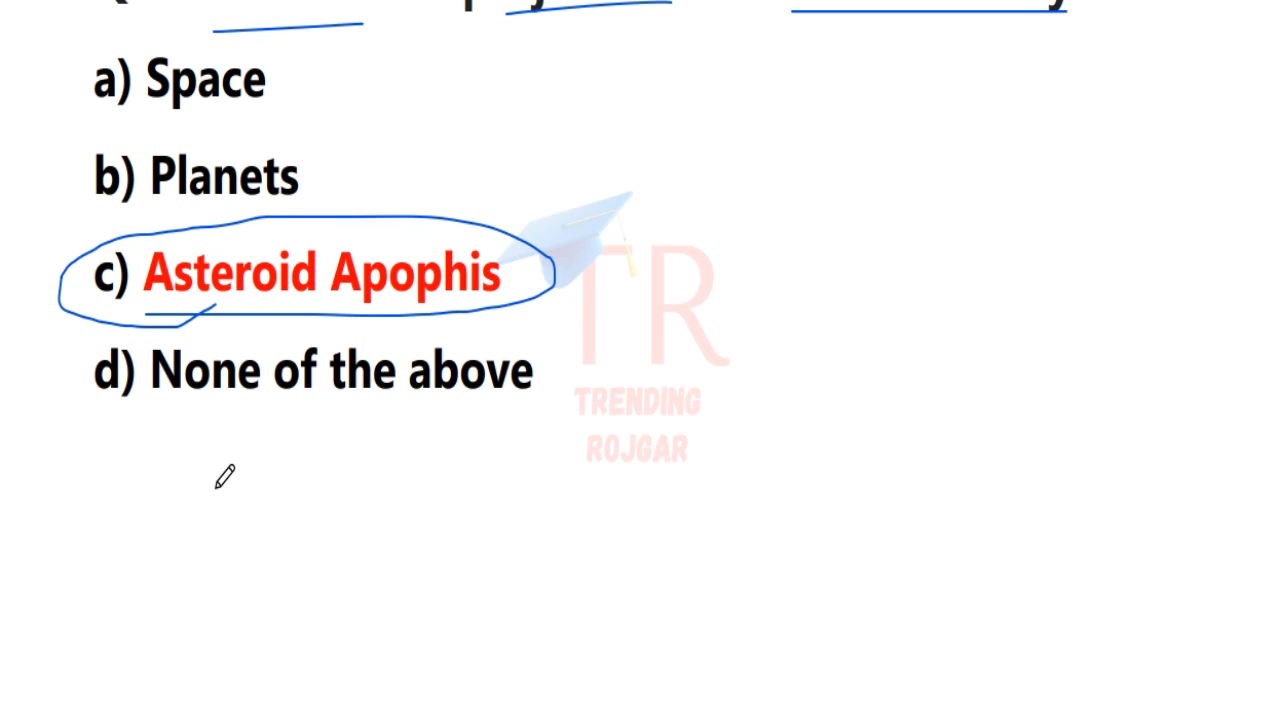 a) Space
b) Planets
c) Asteroid Apophis
d) None of the above
TR
TRENDING
ROJGAR